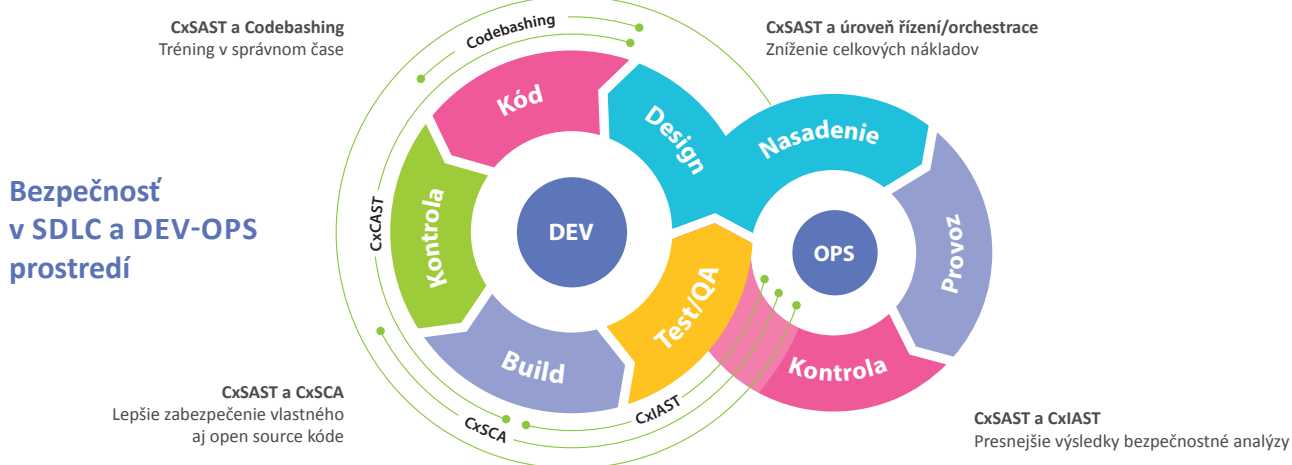 CxSAST a Codebashing
Tréning v správnom čase
CxSAST a úroveň řízení/orchestrace
Zníženie celkových nákladov
Bezpečnosť
v SDLC a DEV-OPS
prostredí
Codebashing
CxCAST
CxSCA
CxIAST
Kód
Design
Kontrola
DEV
Build
Test/QA
Nasadenie
OPS
Provoz
Kontrola
CxSAST a CxSCA
Lepšie zabezpečenie vlastného
aj open source kóde
CxSAST a CxIAST
Presnejšie výsledky bezpečnostné analýzy